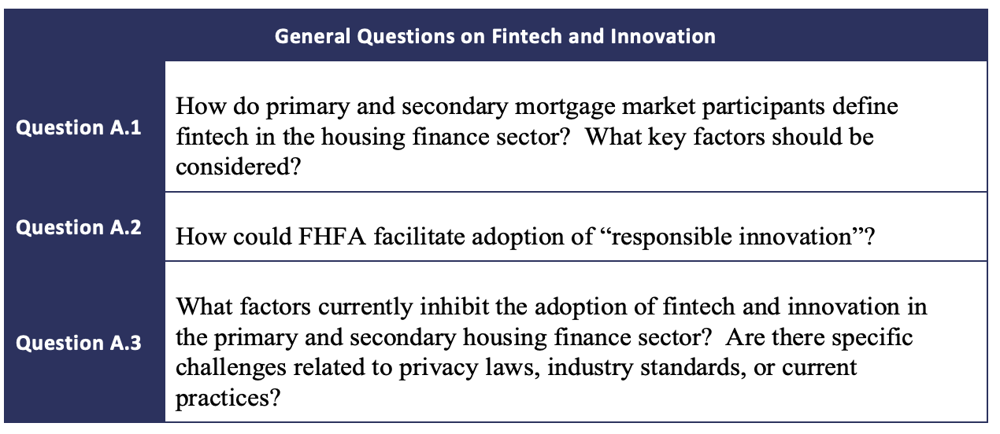 General Questions on Fintech and Innovation
Question A.1
How do primary and secondary mortgage market participants define
fintech in the housing finance sector?  What key factors should be
considered?
Question A.2
How could FHFA facilitate adoption of “responsible innovation”?
Question A.3
What factors currently inhibit the adoption of fintech and innovation in
the primary and secondary housing finance sector?  Are there specific
challenges related to privacy laws, industry standards, or current
practices?